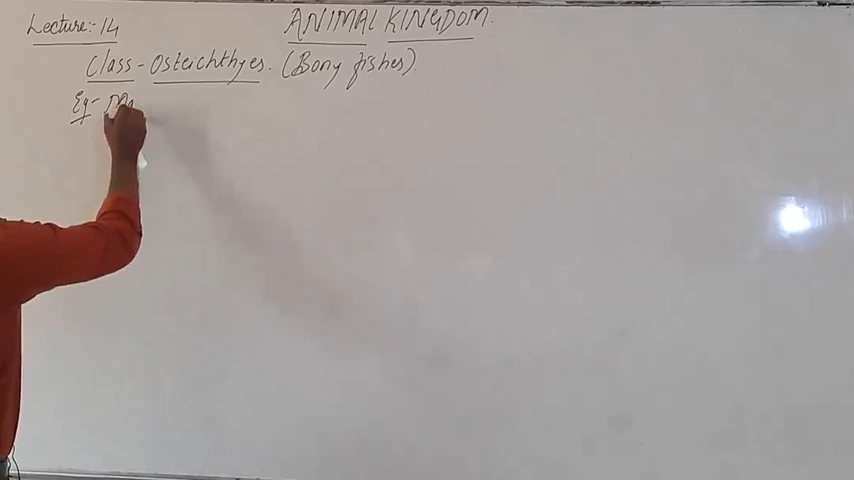 Lecture:- 14
ANIMAL KINGDOM.
Class - Osteichthyes. (Bony fishes).
Eg-